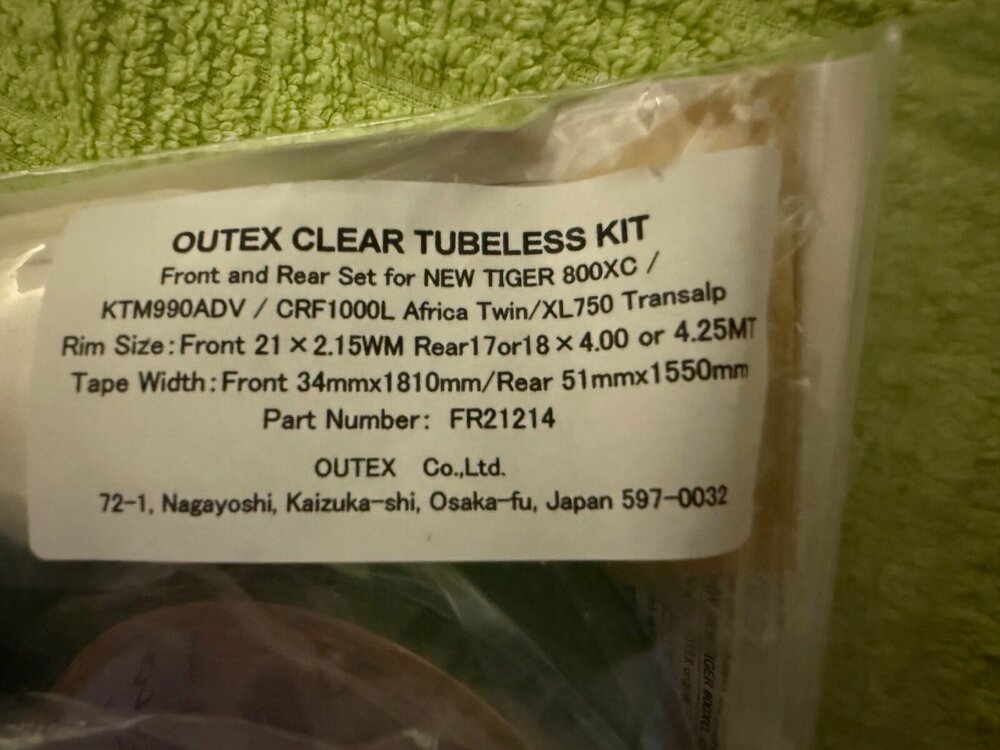 OUTEX CLEAR TUBELESS KIT
Front and Rear Set for NEW TIGER 800XC /
KTM990ADV / CRF1000L Africa Twin/XL750 Transalp
Rim Size:Front 21×2.15WM Rear17or18×4.00 or 4.25MT
Tape Width:Front 34mmx1810mm/Rear 51mmx1550mm
Part Number: FR21214
OUTEX Co.,Ltd.
72-1, Nagayoshi, Kaizuka-shi, Osaka-fu, Japan 597-0032